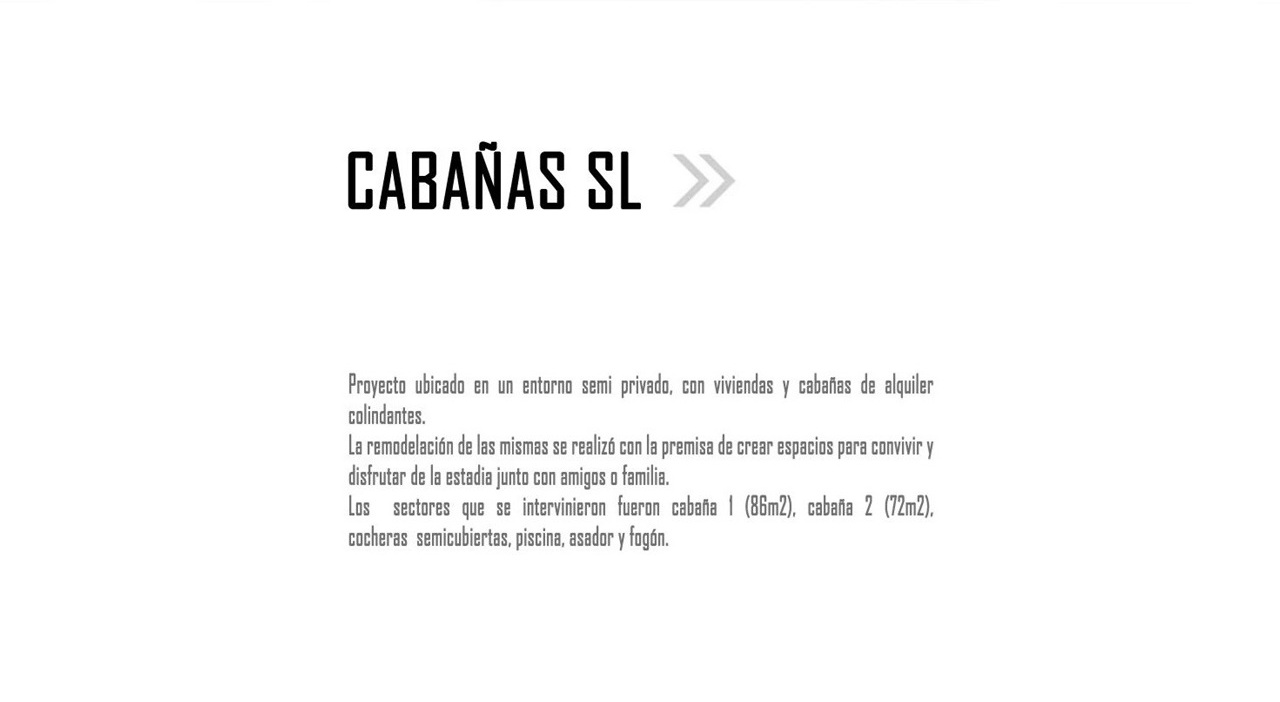 CABAÑAS SL
Proyecto ubicado en un entorno semi privado, con viviendas y cabañas de alquiler
colindantes.
La remodelación de las mismas se realizó con la premisa de crear espacios para convivir y
disfrutar de la estadia junto con amigos o familia.
Los sectores que se intervinieron fueron cabaña 1 (86m2), cabaña 2 (72m2),
cocheras semicubiertas, piscina, asador y fogón.